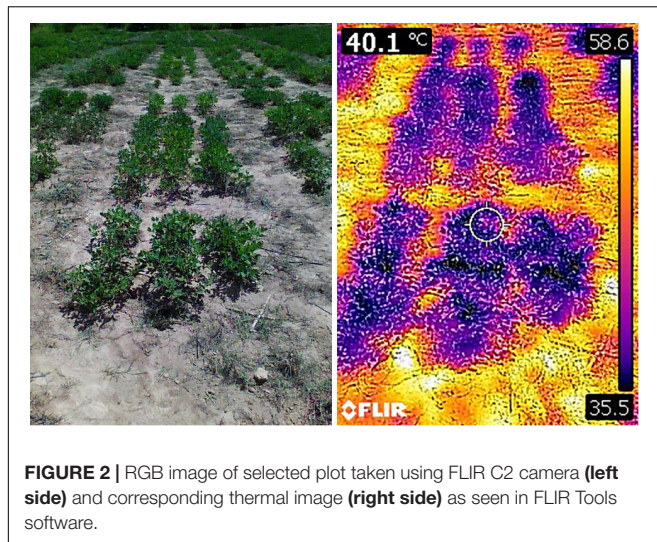 40.1 °C
58.6
35.5
FLIR
FIGURE 2 | RGB image of selected plot taken using FLIR C2 camera (left
side) and corresponding thermal image (right side) as seen in FLIR Tools
software.